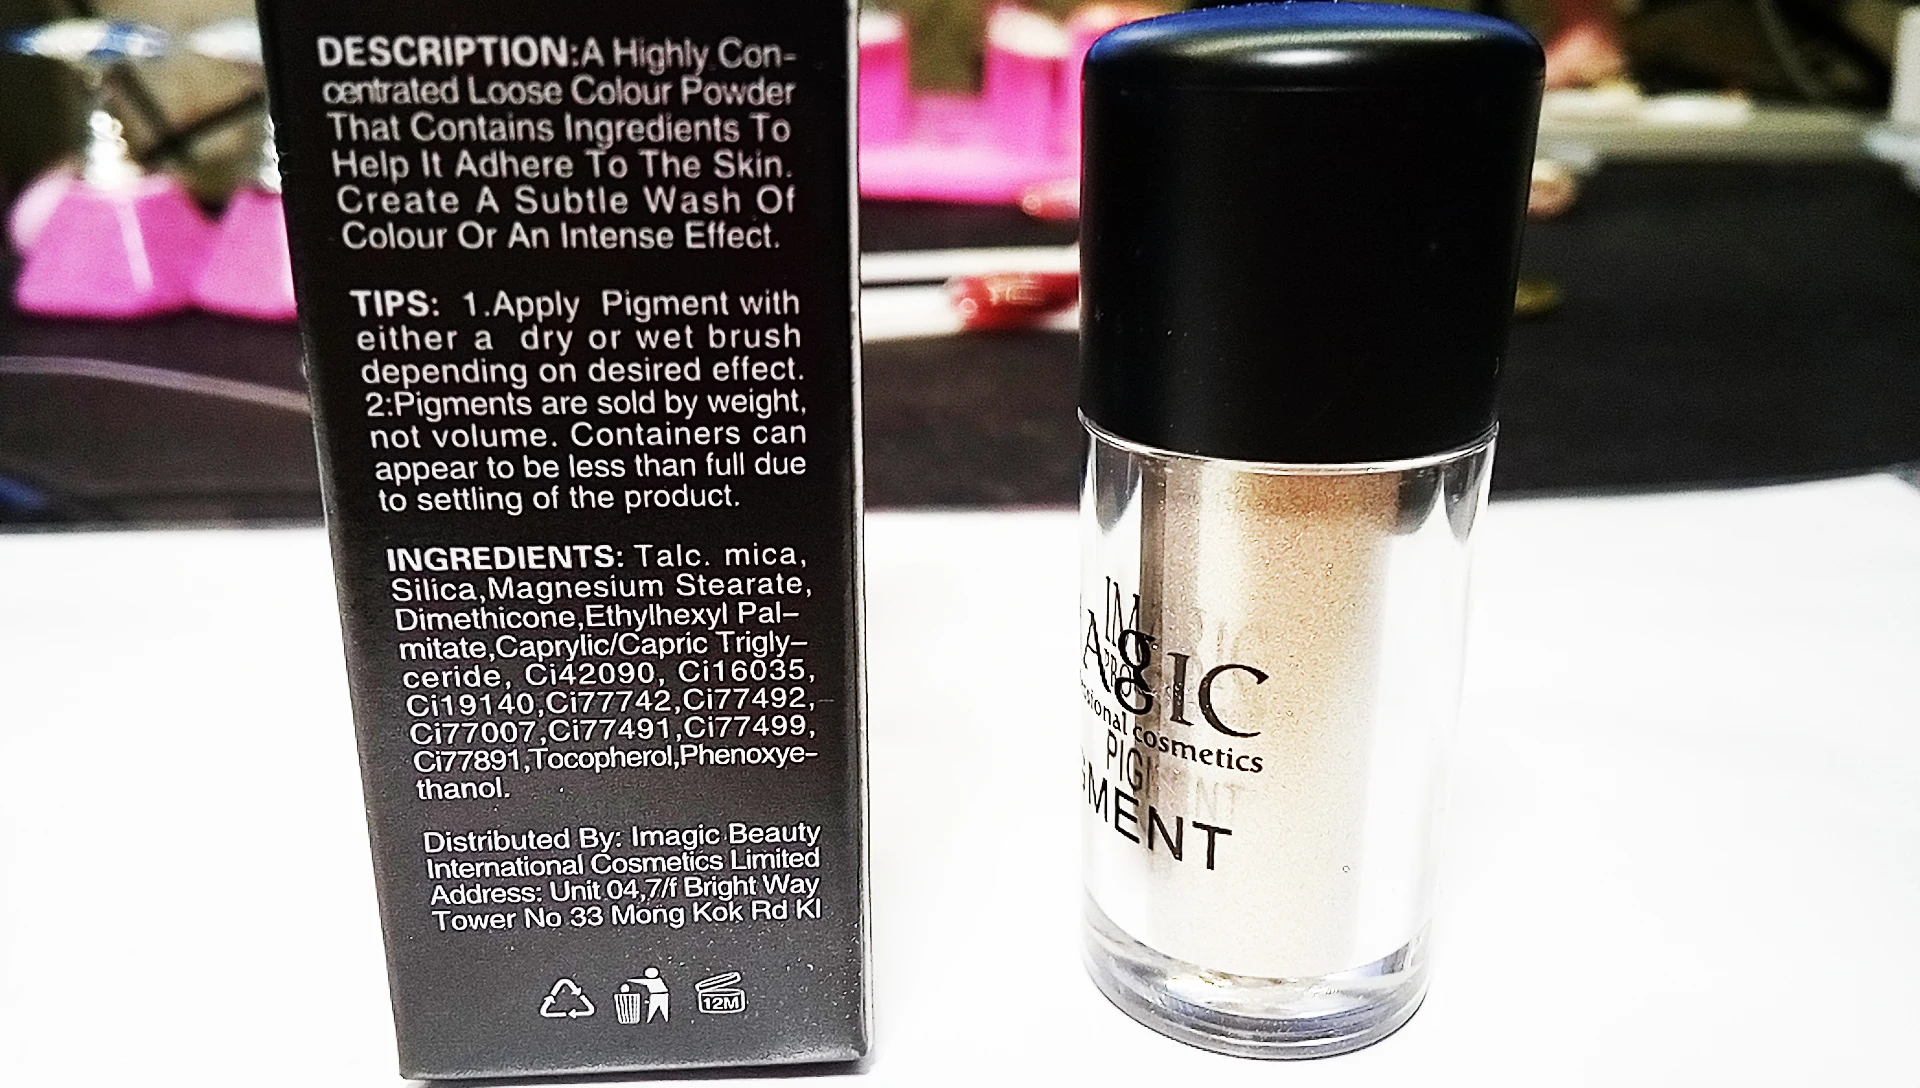 DESCRIPTION:A Highly Con-
centrated Loose Colour Powder
That Contains Ingredients To
Help It Adhere To The Skin.
Create A Subtle Wash Of
Colour Or An Intense Effect.
TIPS: 1.Apply Pigment with
either a dry or wet brush
depending on desired effect.
2:Pigments are sold by weight,
not volume. Containers can
appear to be less than full due
to settling of the product.
INGREDIENTS: Talc. mica,
Silica,Magnesium Stearate,
Dimethicone,Ethylhexyl Pal-
mitate,Caprylic/Capric Trigly-
ceride, Ci42090, Ci16035,
Ci19140,Ci77742,Ci77492,
Ci77007,Ci77491,Ci77499,
Ci77891,Tocopherol,Phenoxye-
thanol.
Distributed By: Imagic Beauty
International Cosmetics Limited
Address: Unit 04,7/f Bright Way
Tower No 33 Mong Kok Rd Kl
12M
AgIC
cosmetics
MENT